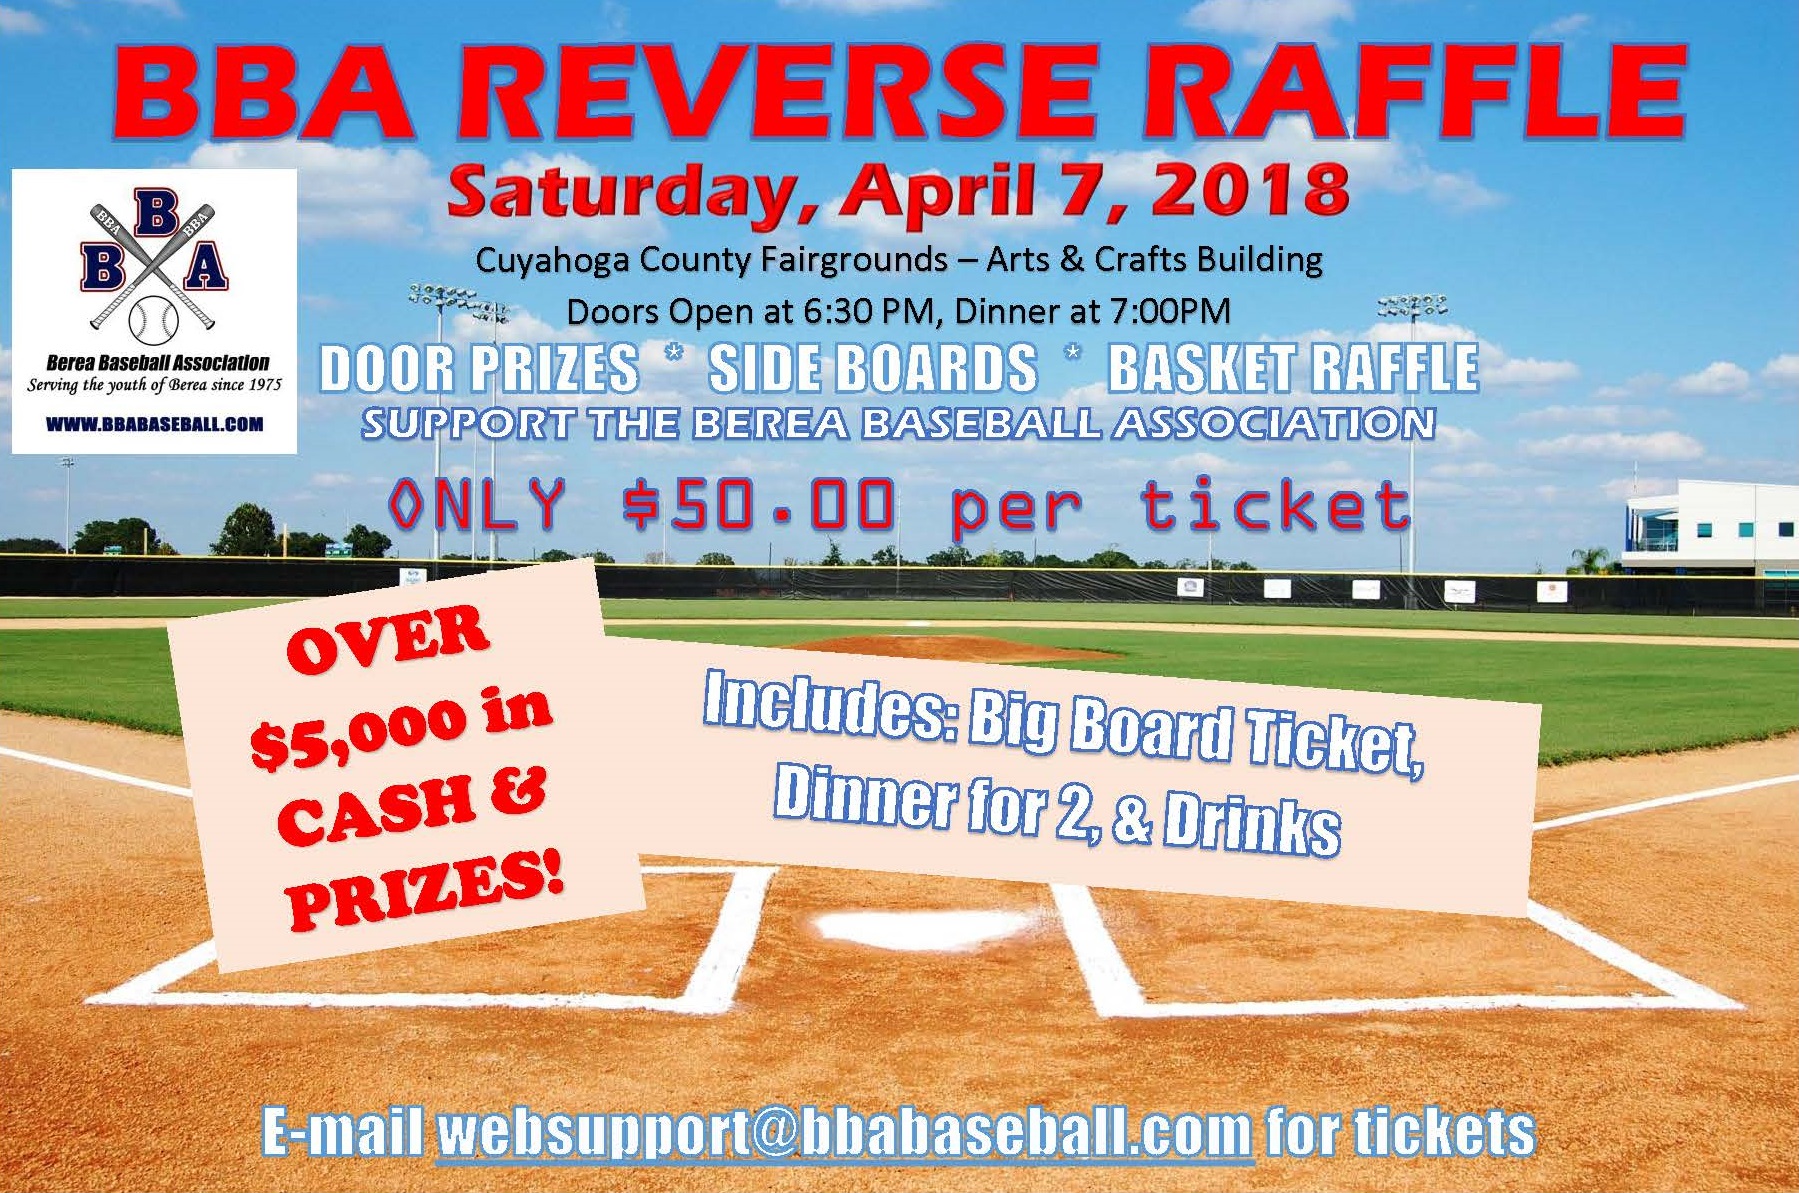 BBA REVERSE RAFFLE
Saturday, April 7, 2018
Cuyahoga County Fairgrounds – Arts & Crafts Building
Doors Open at 6:30 PM, Dinner at 7:00PM
DOOR PRIZES * SIDE BOARDS * BASKET RAFFLE
SUPPORT THE BEREA BASEBALL ASSOCIATION
ONLY $50.00 per ticket
BBA BBA
B
B A
Berea Baseball Association
Serving the youth of Berea since 1975
WWW.BBABASEBALL.COM
OVER
$5,000 in
CASH &
PRIZES!
Includes: Big Board Ticket,
Dinner for 2, & Drinks
E-mail websupport@bbabaseball.com for tickets